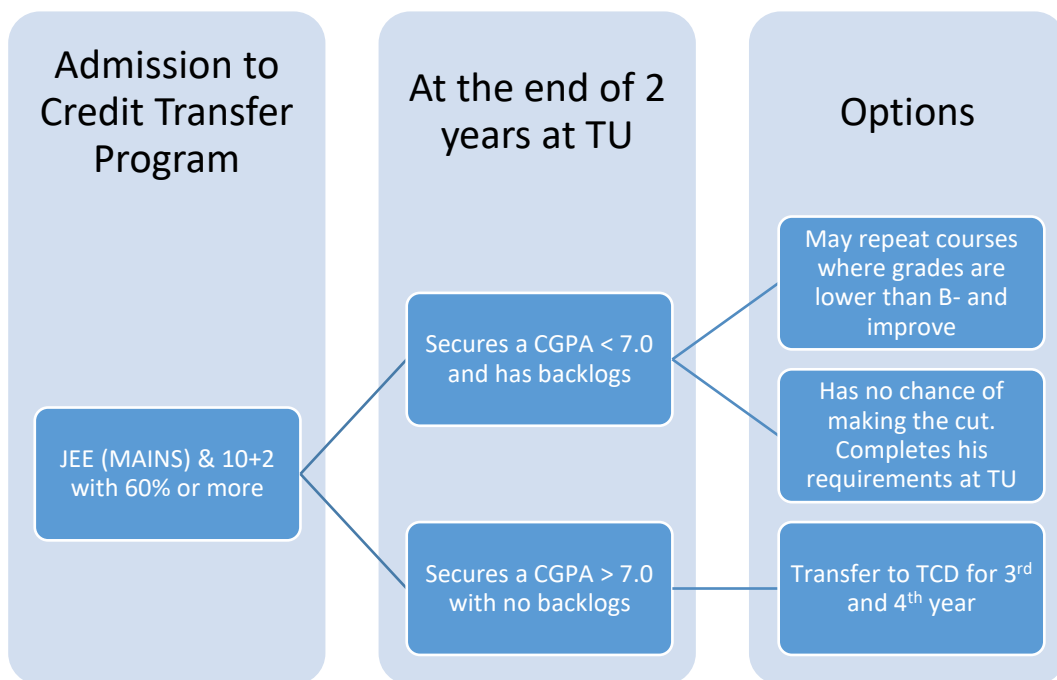 Admission to
Credit Transfer
Program
JEE (MAINS) & 10+2
with 60% or more
At the end of 2
years at TU
Secures a CGPA < 7.0
and has backlogs
Secures a CGPA > 7.0
with no backlogs
Options
May repeat courses
where grades are
lower than B- and
improve
Has no chance of
making the cut.
Completes his
requirements at TU
Transfer to TCD for 3rd
and 4th year